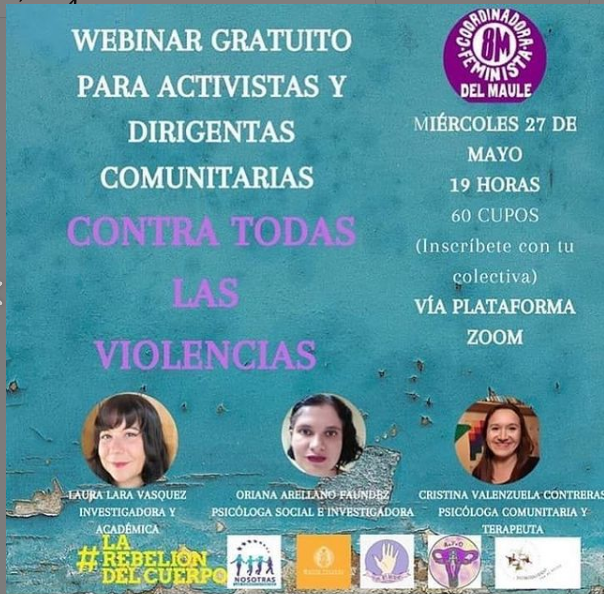 WEBINAR GRATUITO
PARA ACTIVISTAS Y
DIRIGENTAS
COMUNITARIAS
CONTRA TODAS
LAS
VIOLENCIAS
COORDINADORA
8M
FEMINISTA
DEL MAULE
MIÉRCOLES 27 DE
MAYO
19 HORAS
60 CUPOS
(Inscríbete con tu
colectiva)
VÍA PLATAFORMA
ZOOM
LAURA LARA VASQUEZ
INVESTIGADORA Y
ACADÉMICA
ORIANA ARELLANO FAUNDEZ
PSICÓLOGA SOCIAL E INVESTIGADORA
CRISTINA VALENZUELA CONTRERAS
PSICÓLOGA COMUNITARIA Y
TERAPEUTA
#LA
REBELIÓN
DEL CUERPO
NOSOTRAS